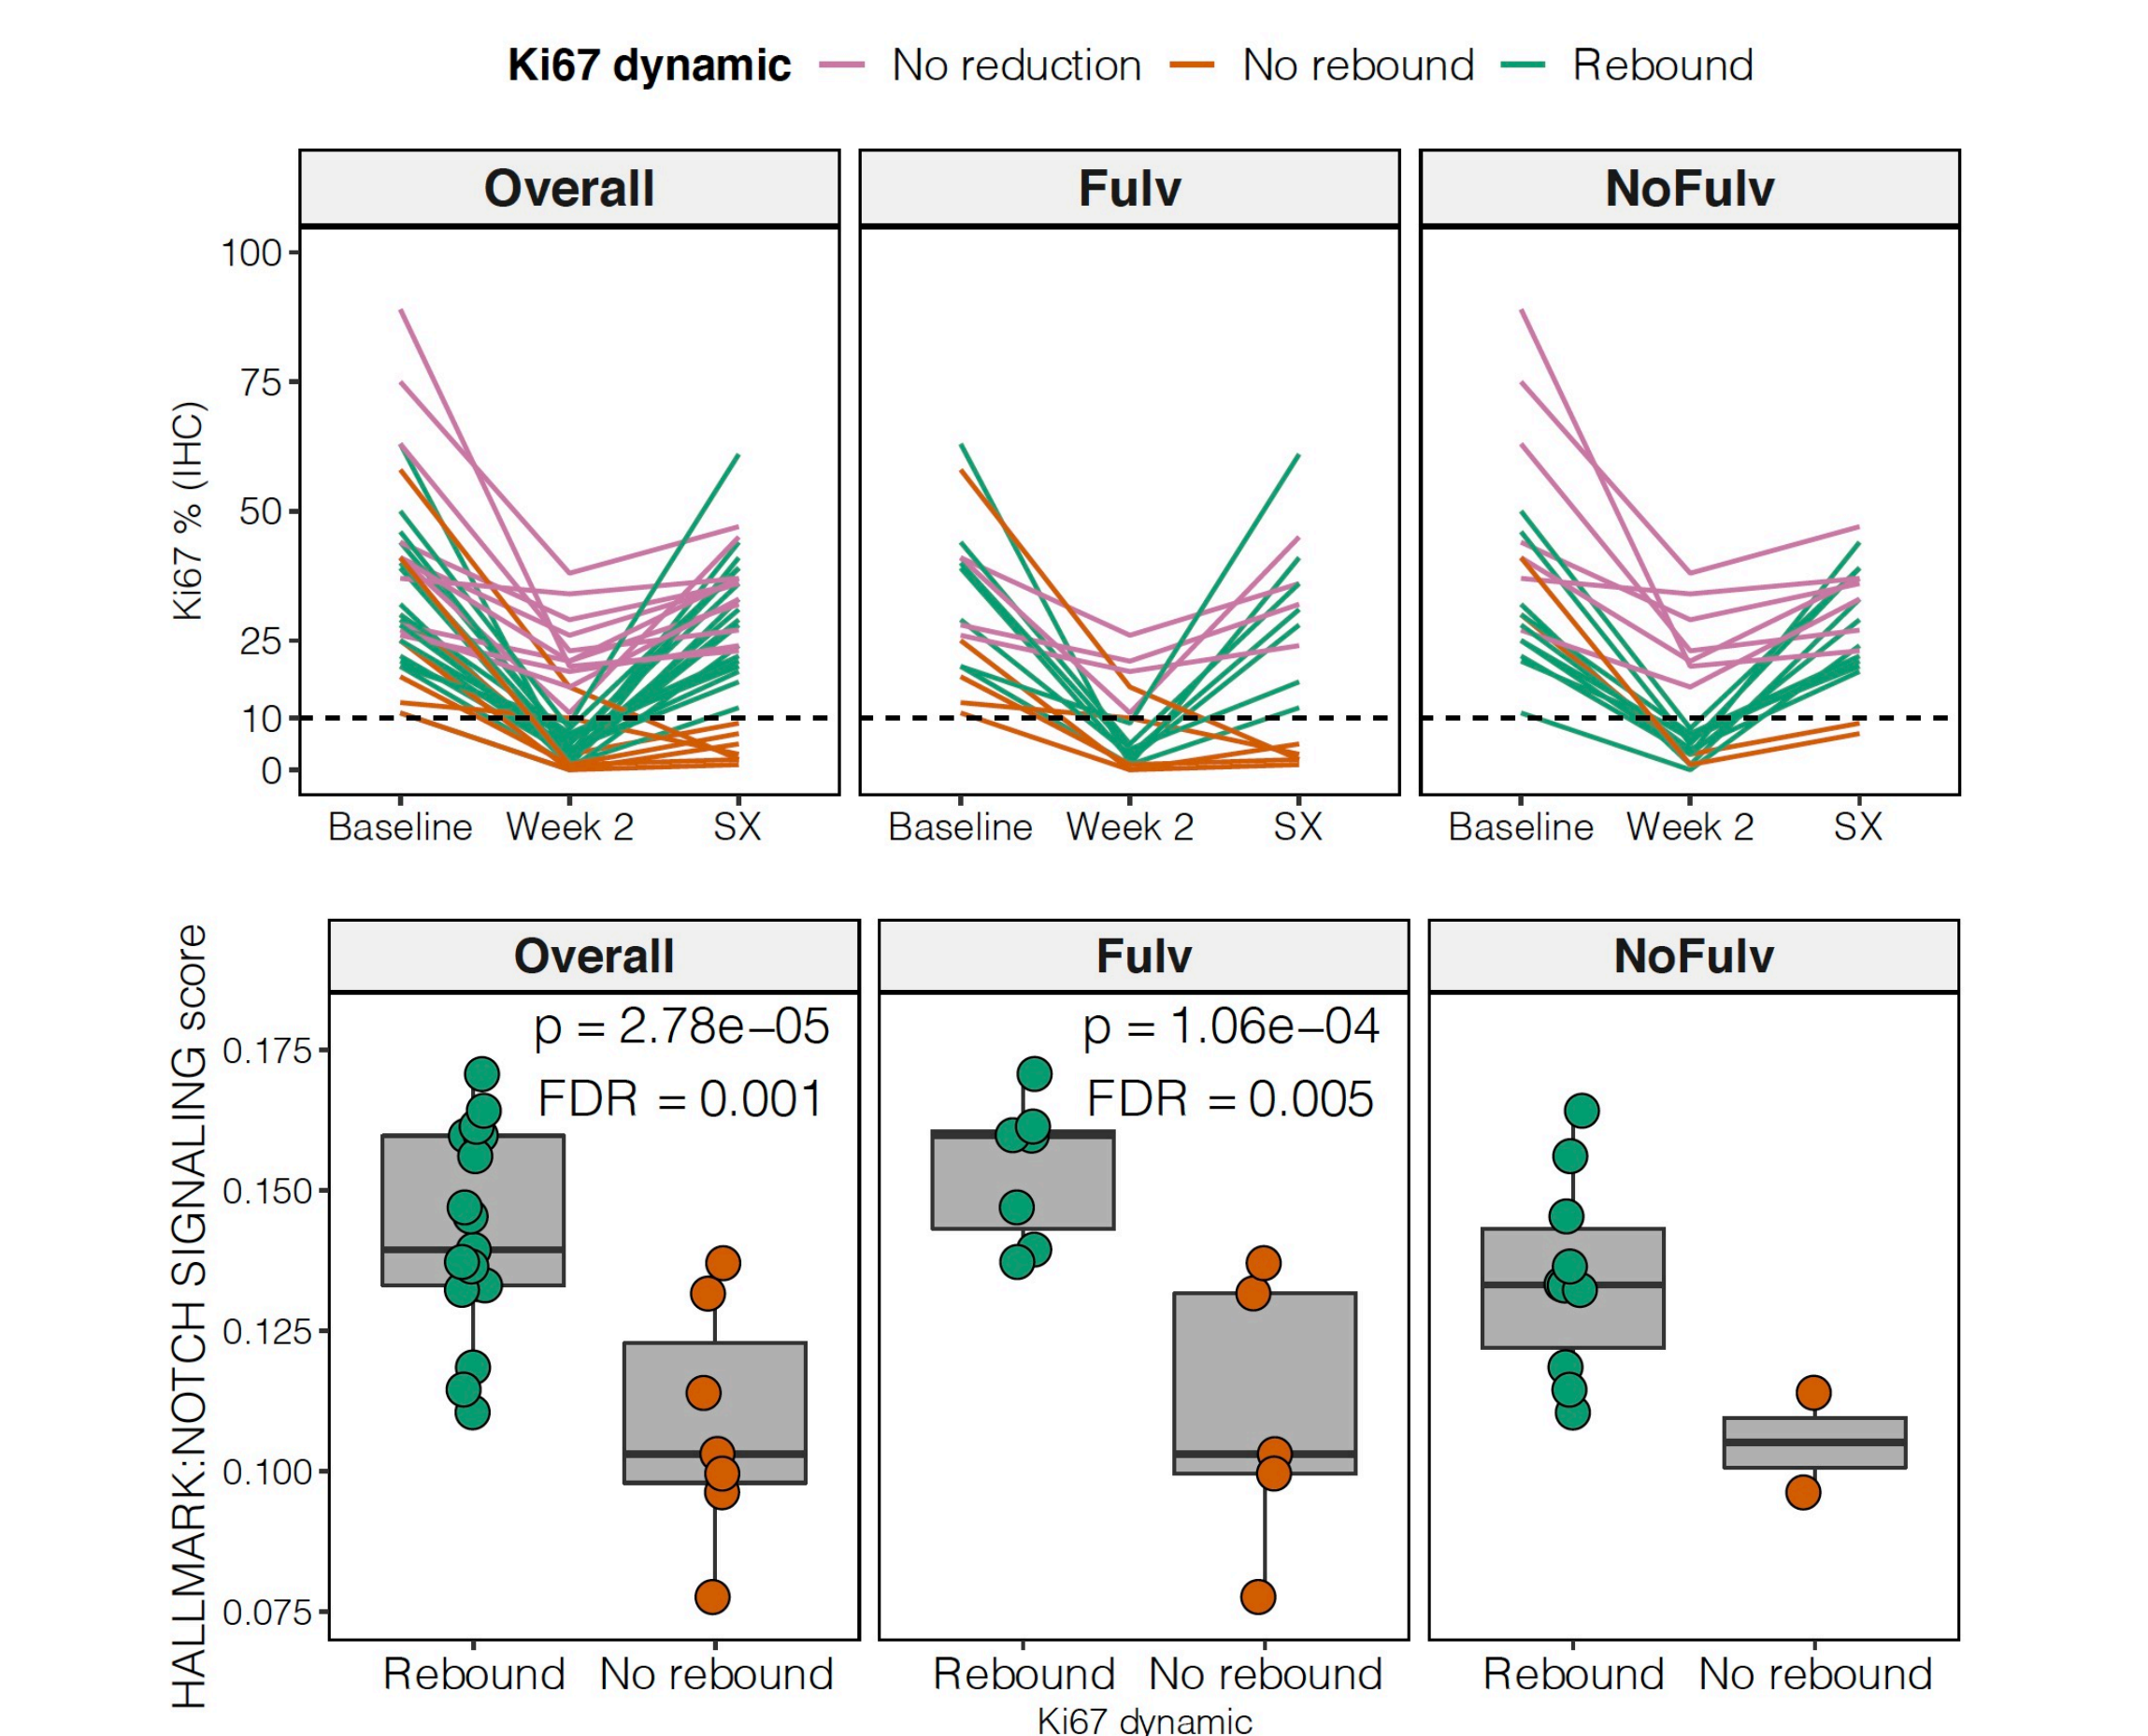 Ki67 dynamic No reduction No rebound Rebound
Overall Fulv NoFulv
Ki67 % (IHC)
100
75
50
25
10
0
Baseline Week 2 SX Baseline Week 2 SX Baseline Week 2 SX
Overall Fulv NoFulv
HALLMARK:NOTCH SIGNALING score
p = 2.78e−05 p = 1.06e−04
FDR = 0.001 FDR = 0.005
0.175
0.150
0.125
0.100
0.075
Rebound No rebound Rebound No rebound Rebound No rebound
Ki67 dynamic